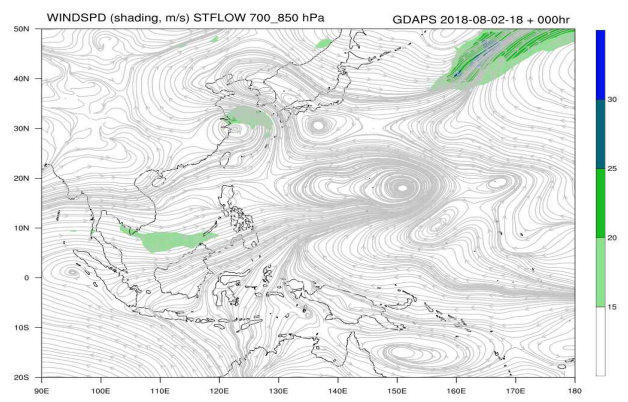 WINDSPD (shading, m/s) STFLOW 700_850 hPa GDAPS 2018-08-02-18 + 000hr
50N
40N
30N
20N
10N
0
10S
20S
90E 100E 110E 120E 130E 140E 150E 160E 170E 180
30
25
20
15